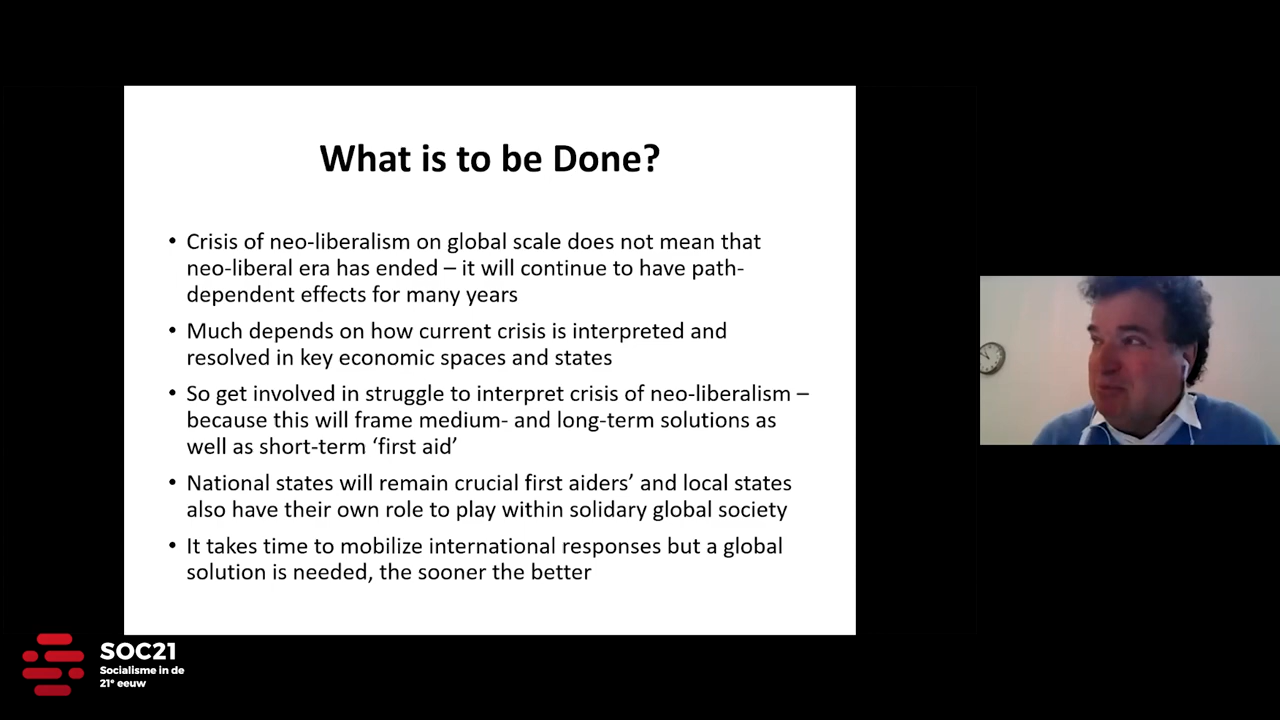 What is to be Done?
• Crisis of neo-liberalism on global scale does not mean that
neo-liberal era has ended – it will continue to have path-
dependent effects for many years
• Much depends on how current crisis is interpreted and
resolved in key economic spaces and states
• So get involved in struggle to interpret crisis of neo-liberalism –
because this will frame medium- and long-term solutions as
well as short-term ‘first aid’
• National states will remain crucial first aiders’ and local states
also have their own role to play within solidary global society
• It takes time to mobilize international responses but a global
solution is needed, the sooner the better
SOC21
Socialisme in de
21ᵉ eeuw